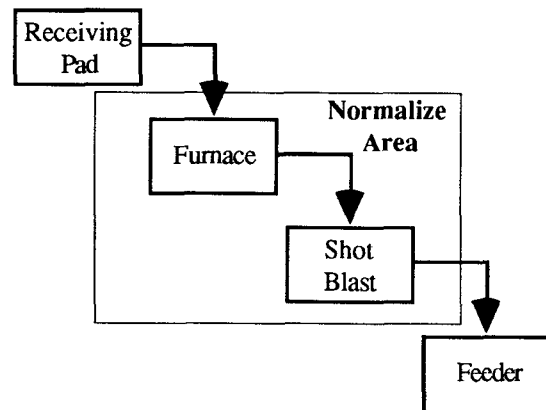 Receiving
Pad
Normalize
Area
Furnace
Shot
Blast
Feeder